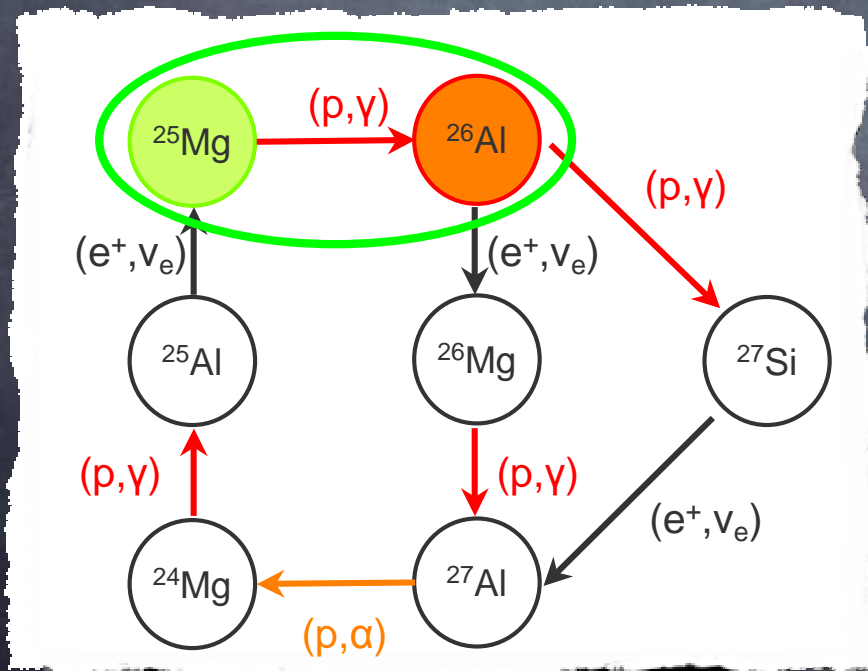 (p,γ)
²⁵Mg
²⁶Al
(p,γ)
(e⁺,νₑ)
(e⁺,νₑ)
²⁵Al
²⁶Mg
²⁷Si
(p,γ)
(p,γ)
(e⁺,νₑ)
²⁴Mg
²⁷Al
(p,α)